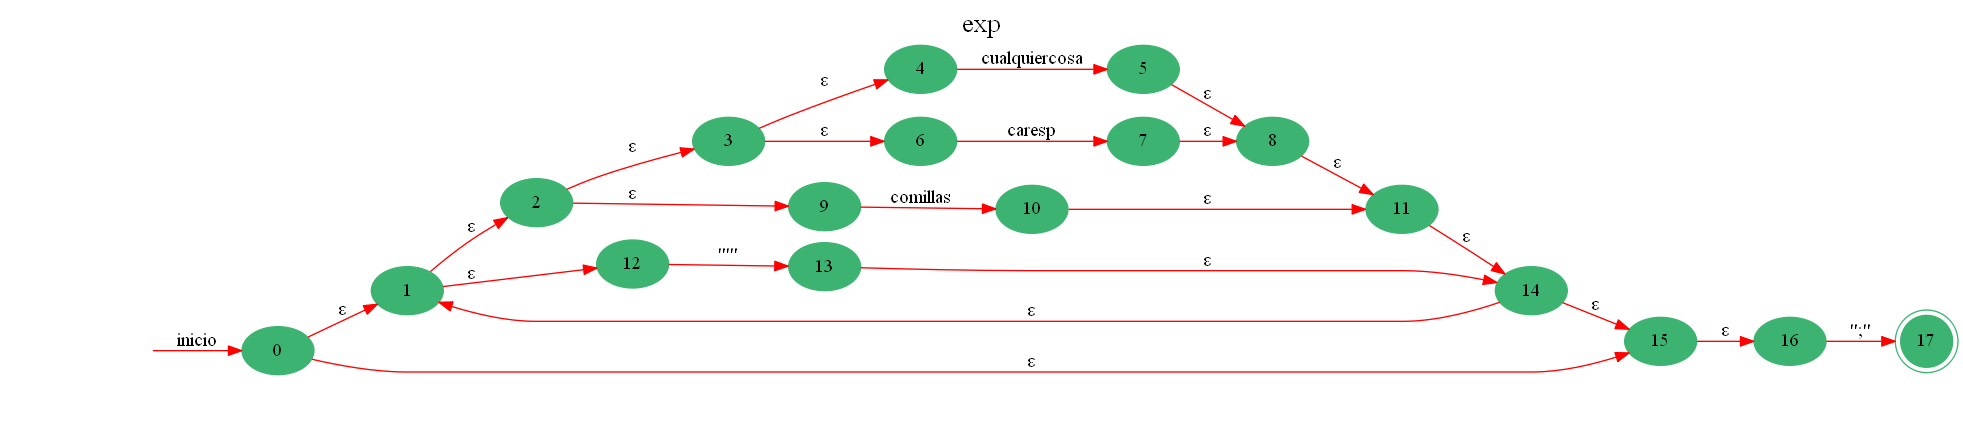 exp
4
cualquiercosa
5
ε
ε
3
ε
6
caresp
7
ε
8
ε
ε
2
ε
9
comillas
10
ε
11
ε
ε
12
"""
13
ε
ε
1
ε
14
ε
ε
inicio
0
ε
15
ε
16
";"
17
ε